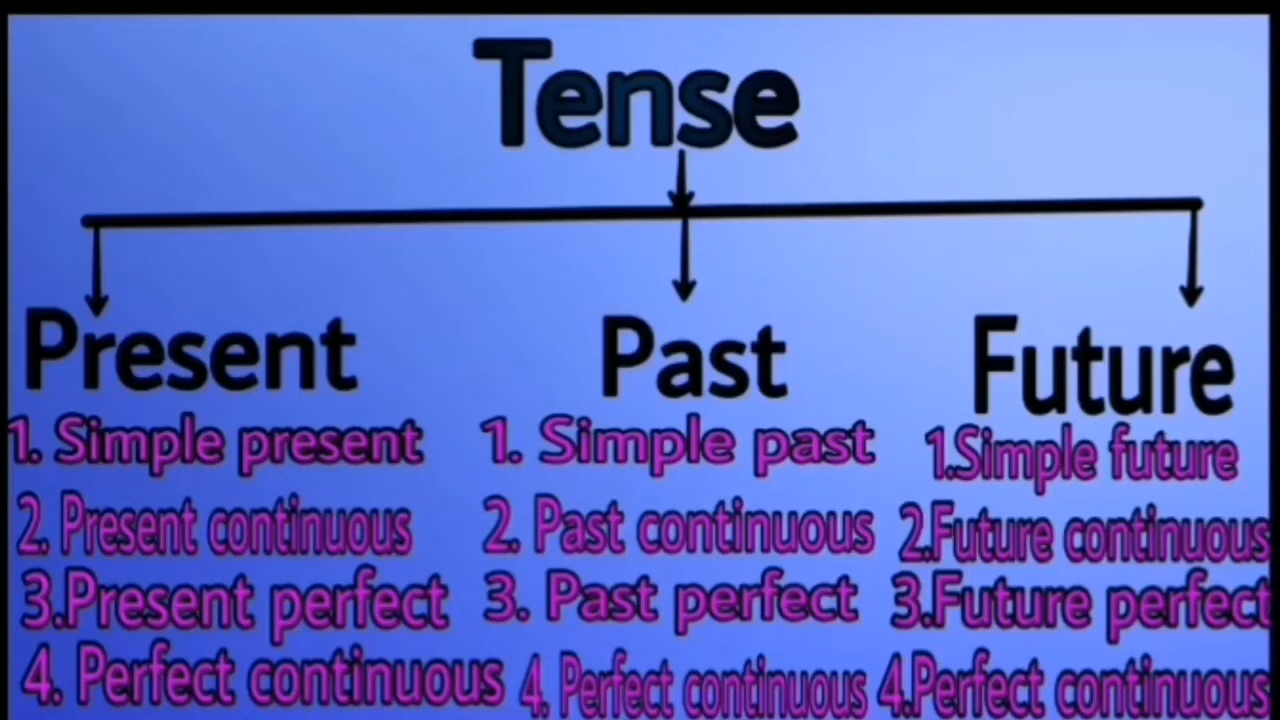 Tense
Present
Past
Future
1. Simple present
2. Present continuous
3.Present perfect
4. Perfect continuous
1. Simple past
2. Past continuous
3. Past perfect
4. Perfect continuous
1.Simple future
2.Future continuous
3.Future perfect
4.Perfect continuous